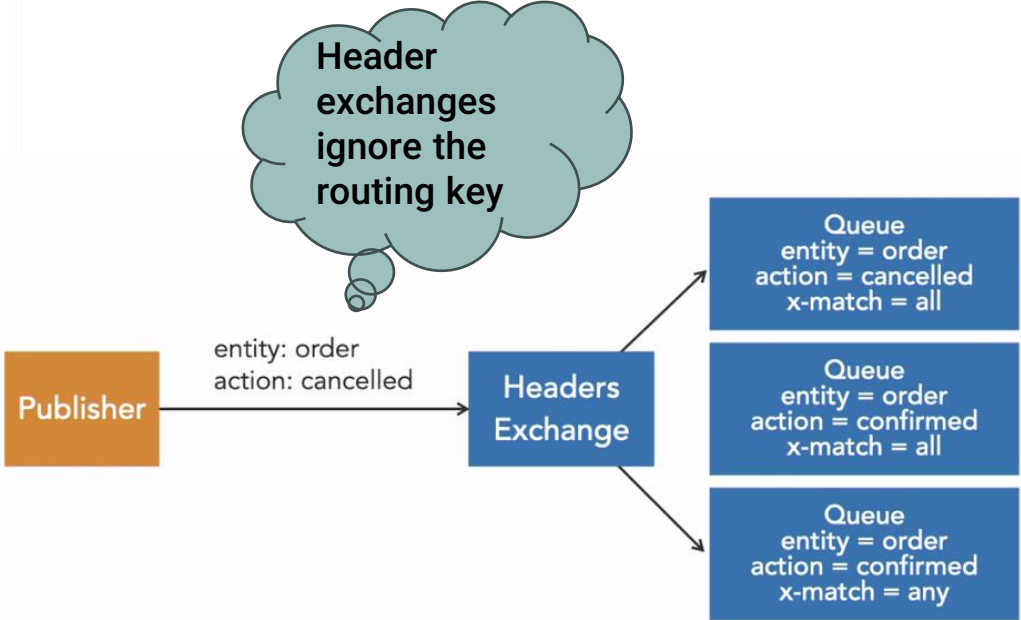 Header
exchanges
ignore the
routing key
entity: order
action: cancelled
Publisher
Headers
Exchange
Queue
entity = order
action = cancelled
x-match = all
Queue
entity = order
action = confirmed
x-match = all
Queue
entity = order
action = confirmed
x-match = any